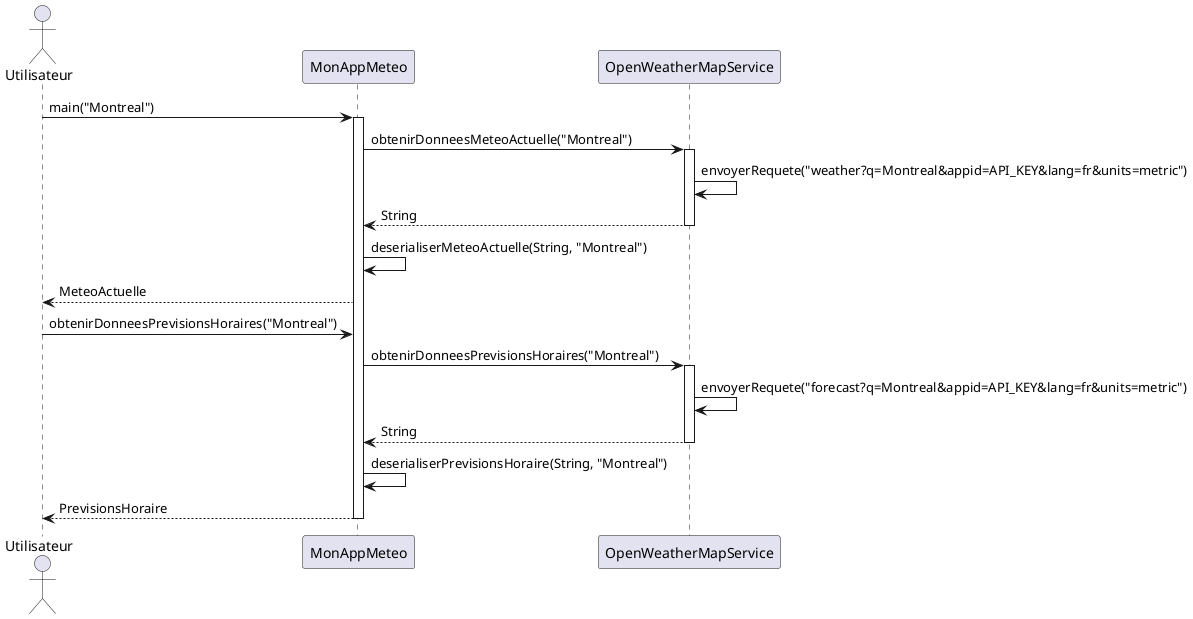 Utilisateur
MonAppMeteo
OpenWeatherMapService
main("Montreal")
obtenirDonneesMeteoActuelle("Montreal")
envoyerRequete("weather?q=Montreal&appid=API_KEY&lang=fr&units=metric")
String
deserialiserMeteoActuelle(String, "Montreal")
MeteoActuelle
obtenirDonneesPrevisionsHoraires("Montreal")
obtenirDonneesPrevisionsHoraires("Montreal")
envoyerRequete("forecast?q=Montreal&appid=API_KEY&lang=fr&units=metric")
String
deserialiserPrevisionsHoraire(String, "Montreal")
PrevisionsHoraire
Utilisateur
MonAppMeteo
OpenWeatherMapService